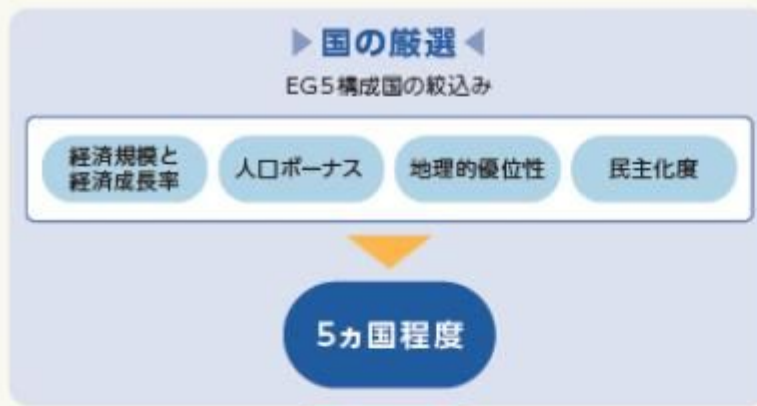 ▶国の厳選◀
EG5構成国の絞込み
経済規模と
経済成長率
人口ボーナス
地理的優位性
民主化度
5ヵ国程度